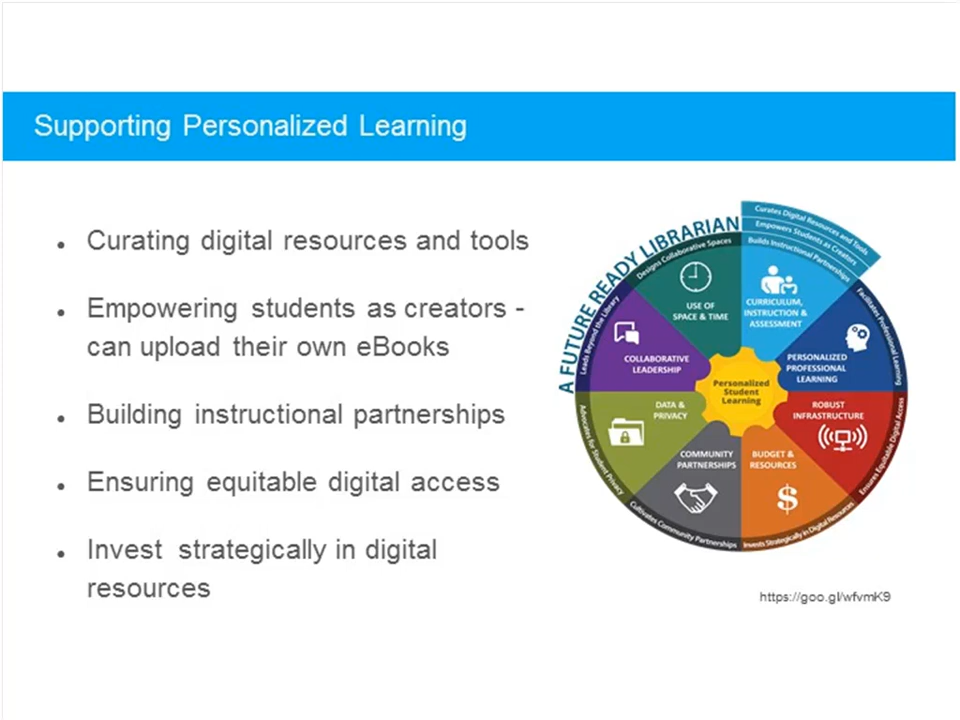 Supporting Personalized Learning
• Curating digital resources and tools
• Empowering students as creators -
can upload their own eBooks
• Building instructional partnerships
• Ensuring equitable digital access
• Invest strategically in digital
resources
A FUTURE READY LIBRARIAN
Curates Digital Resources and Tools
Empowers Students as Creators
Builds Instructional Partnerships
CURRICULUM,
INSTRUCTION &
ASSESSMENT
Facilitates Professional Learning
PERSONALIZED
PROFESSIONAL
LEARNING
Ensures Equitable Digital Access
ROBUST
INFRASTRUCTURE
Invests Strategically in Digital Resources
BUDGET &
RESOURCES
$
Cultivates Community Partnerships
COMMUNITY
PARTNERSHIPS
Advocates for Student Privacy
DATA &
PRIVACY
Leads Beyond the Library
COLLABORATIVE
LEADERSHIP
Designs Collaborative Spaces
USE OF
SPACE & TIME
Personalized
Student
Learning
https://goo.gl/wfvmK9